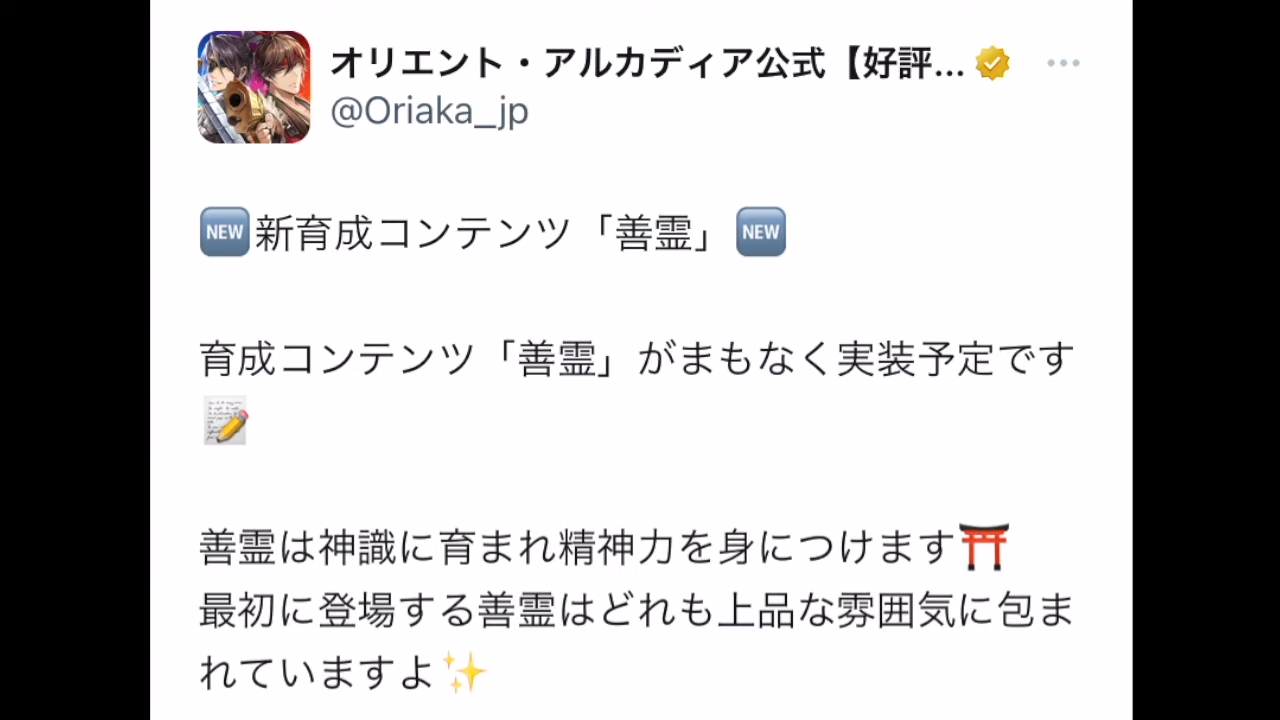 オリエント・アルカディア公式【好評...
@Oriaka_jp
NEW新育成コンテンツ「善霊」NEW
育成コンテンツ「善霊」がまもなく実装予定です
善霊は神識に育まれ精神力を身につけます
最初に登場する善霊はどれも上品な雰囲気に包ま
れていますよ